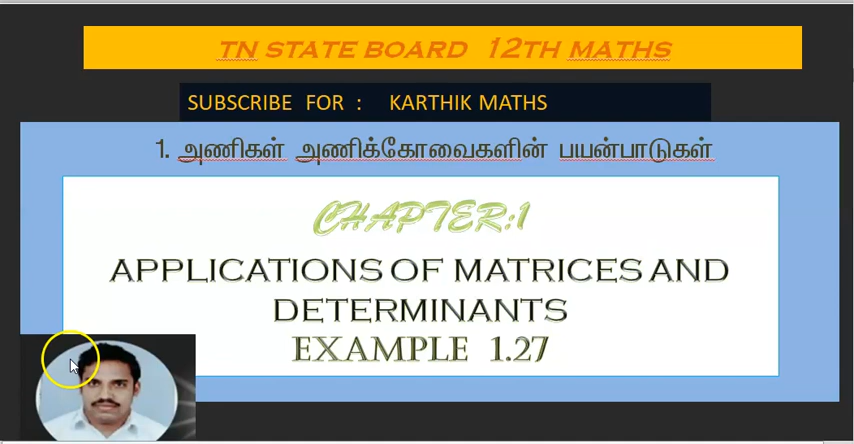 TN STATE BOARD 12TH MATHS
SUBSCRIBE FOR : KARTHIK MATHS
1. அணிகள் அணிக்கோவைகளின் பயன்பாடுகள்
CHAPTER:1
APPLICATIONS OF MATRICES AND
DETERMINANTS
EXAMPLE 1.27